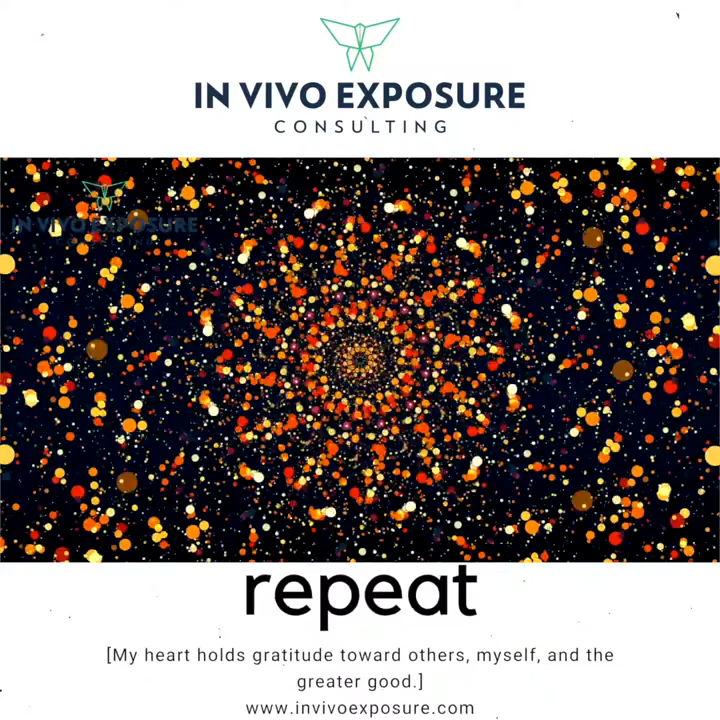 IN VIVO EXPOSURE
CONSULTING
IN VIVO EXPOSURE
repeat
[My heart holds gratitude toward others, myself, and the
greater good.]
www.invivoexposure.com